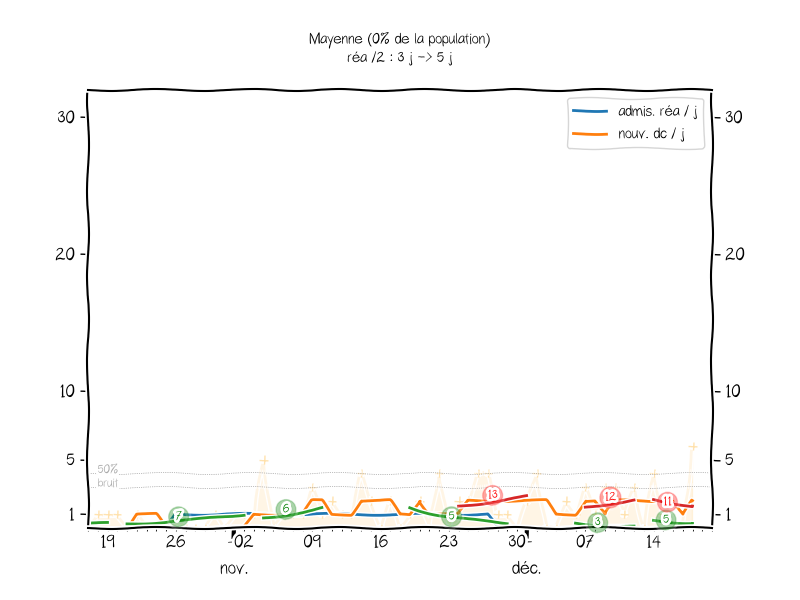 Mayenne (0% de la population)
réa /2 : 3 j -> 5 j
admis. réa / j
nouv. dc / j
30 30
20 20
10 10
5 5
50%
bruit
1 1
7 6 5 13 3 12 5 11
19 26 02 09 16 23 30 07 14
nov. déc.